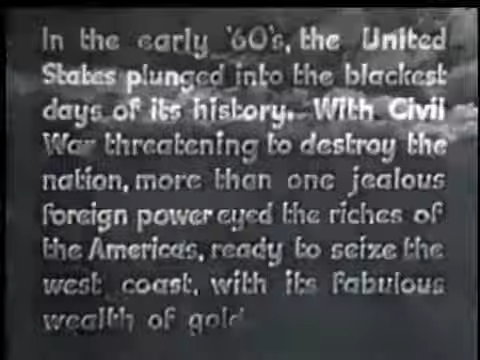 In the early '60's, the United
States plunged into the blackest
days of its history. With Civil
War threatening to destroy the
nation, more than one jealous
foreign power eyed the riches of
the Americas, ready to seize the
west coast, with its fabulous
wealth of gold